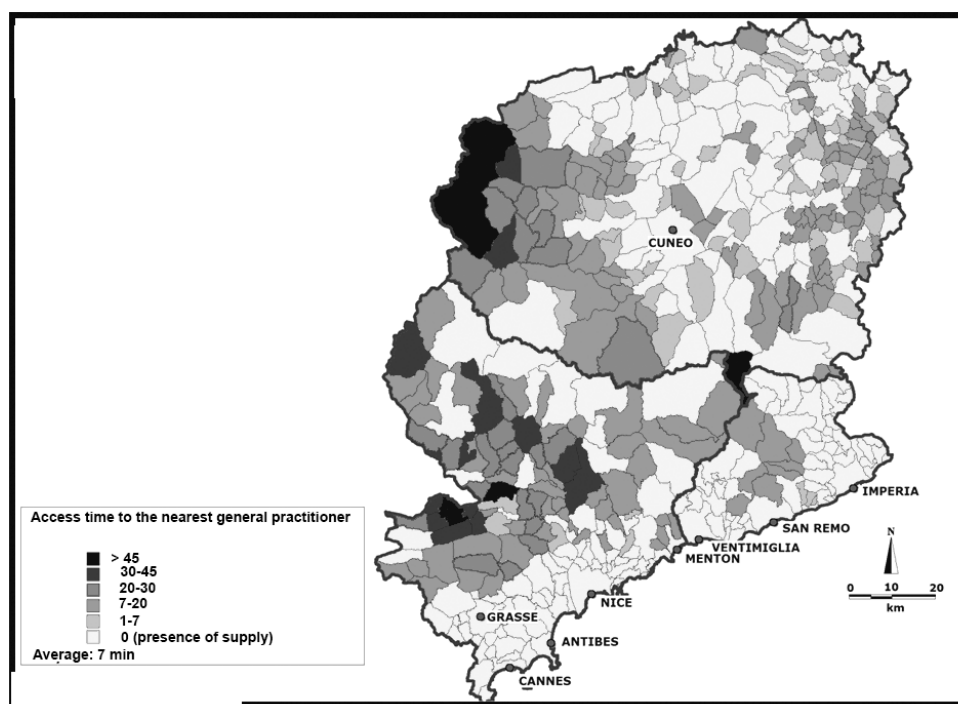 CUNEO
IMPERIA
SAN REMO
VENTIMIGLIA
MENTON
NICE
GRASSE
ANTIBES
CANNES
Access time to the nearest general practitioner
> 45
30-45
20-30
7-20
1-7
0 (presence of supply)
Average: 7 min
N
0 10 20
km